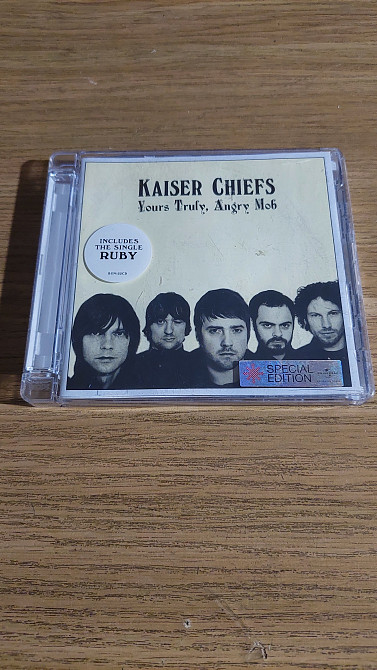 KAISER CHIEFS
Yours Truly, Angry Mob
INCLUDES
THE SINGLE
RUBY
SPECIAL
EDITION